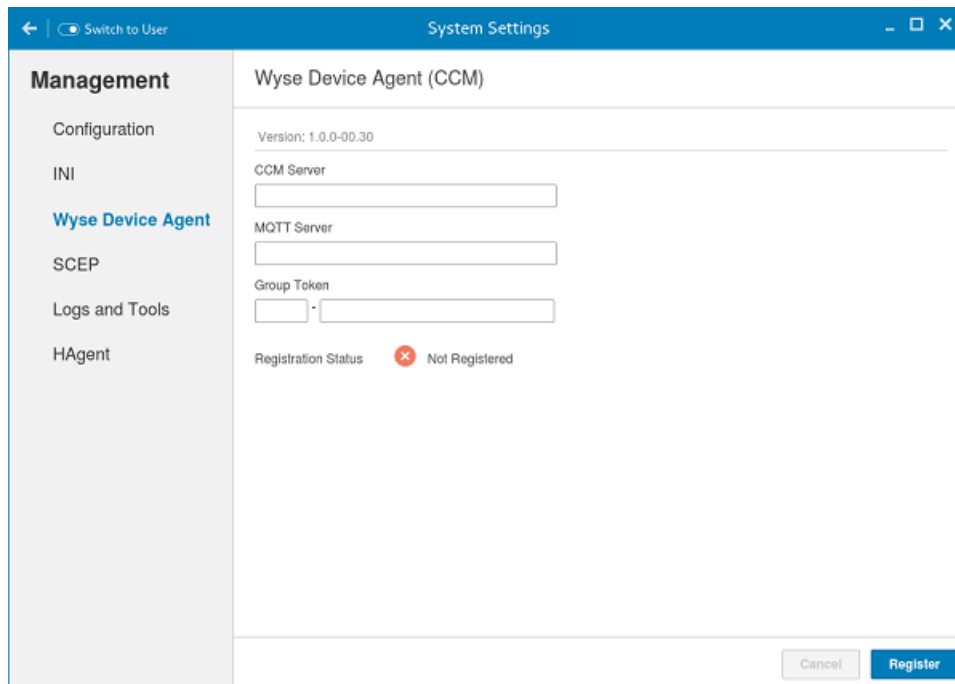 Switch to User
System Settings
Management
Configuration
INI
Wyse Device Agent
SCEP
Logs and Tools
HAgent
Wyse Device Agent (CCM)
Version: 1.0.0-00.30
CCM Server
MQTT Server
Group Token
-
Registration Status
Not Registered
Cancel
Register